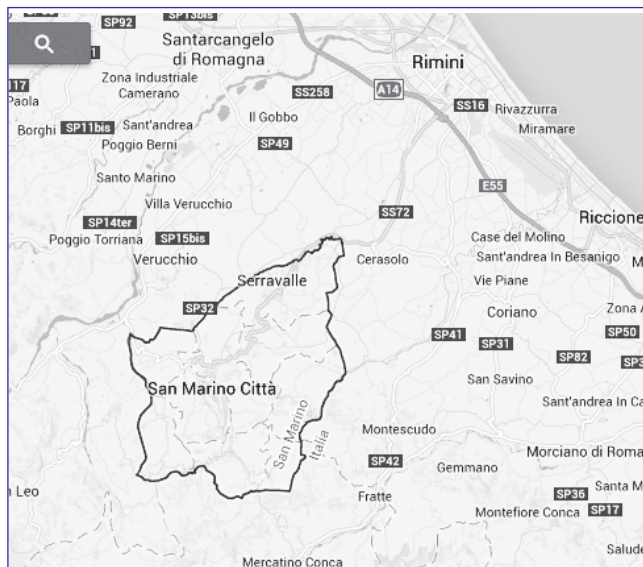 SP92
SP13bis
Santarcangelo
di Romagna
Rimini
Zona Industriale
Camerano
A14
SS258
SS16
Rivazzurra
Paola
Il Gobbo
Miramare
Borghi
SP11bis
Sant'andrea
Poggio Berni
SP49
Santo Marino
E55
Villa Verucchio
SS72
Riccione
SP14ter
Poggio Torriana
SP15bis
Case del Molino
Verucchio
Cerasolo
Sant'andrea In Besanigo
Serravalle
Vie Piane
SP32
Coriano
Zona
SP41
SP31
SP50
SP82
San Marino Città
San Savino
Sant'andrea In Ca
San Marino
Italia
Montescudo
Morciano di Roma
SP42
Gemmano
Leo
Fratte
SP36
Santa M
Montefiore Conca
SP17
Salude
Mercatino Conca